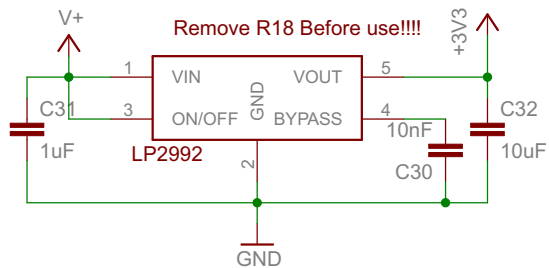 Remove R18 Before use!!!!
V+
+3V3
1
VIN
VOUT
5
C31
GND
C32
3
ON/OFF
BYPASS
4
1uF
10nF
LP2992
10uF
2
C30
GND